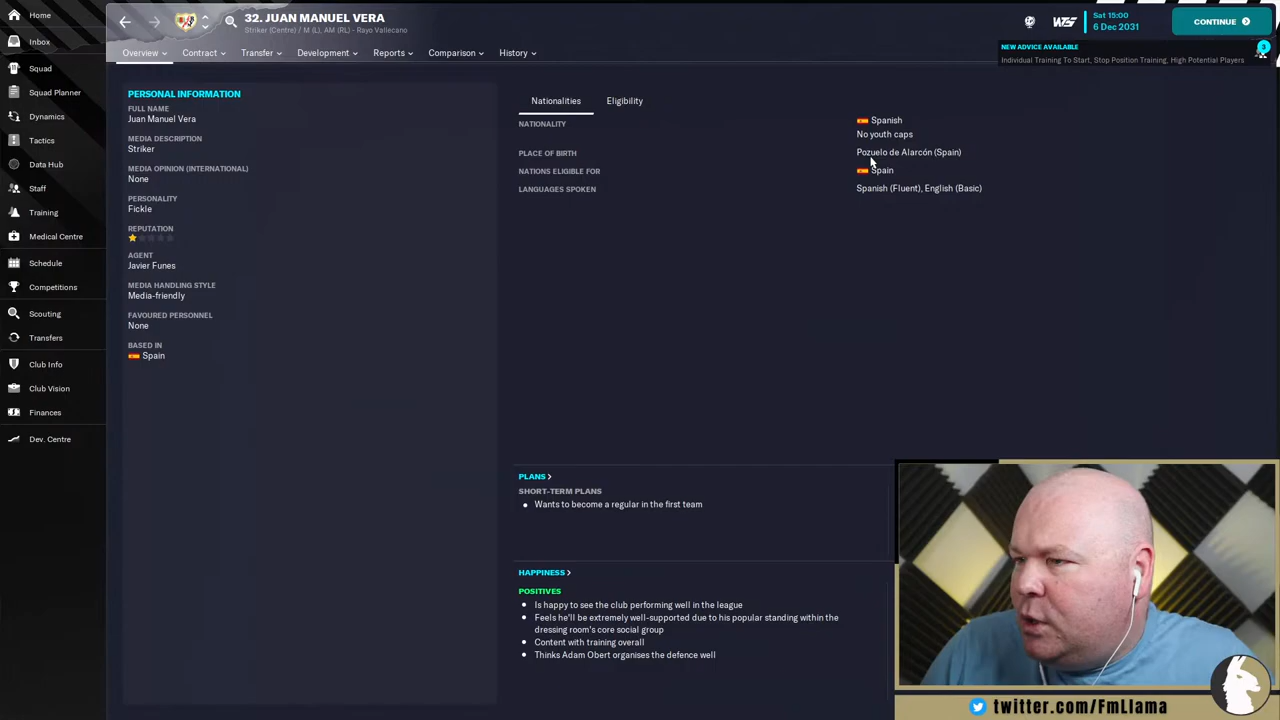 Home
Inbox
Squad
Squad Planner
Dynamics
Tactics
Data Hub
Staff
Training
Medical Centre
Schedule
Competitions
Scouting
Transfers
Club Info
Club Vision
Finances
Dev. Centre
32. JUAN MANUEL VERA
Striker (Centre) / M (L), AM (RL) - Rayo Vallecano
Sat 15:00
6 Dec 2031
CONTINUE
Overview
Contract
Transfer
Development
Reports
Comparison
History
NEW ADVICE AVAILABLE
3
Individual Training To Start, Stop Position Training, High Potential Players
PERSONAL INFORMATION
FULL NAME
Juan Manuel Vera
MEDIA DESCRIPTION
Striker
MEDIA OPINION (INTERNATIONAL)
None
PERSONALITY
Fickle
REPUTATION
AGENT
Javier Funes
MEDIA HANDLING STYLE
Media-friendly
FAVOURED PERSONNEL
None
BASED IN
Spain
Nationalities
Eligibility
NATIONALITY
Spanish
No youth caps
PLACE OF BIRTH
Pozuelo de Alarcón (Spain)
NATIONS ELIGIBLE FOR
Spain
LANGUAGES SPOKEN
Spanish (Fluent), English (Basic)
PLANS
SHORT-TERM PLANS
Wants to become a regular in the first team
HAPPINESS
POSITIVES
Is happy to see the club performing well in the league
Feels he'll be extremely well-supported due to his popular standing within the
dressing room's core social group
Content with training overall
Thinks Adam Obert organises the defence well
twitter.com/FmLlama